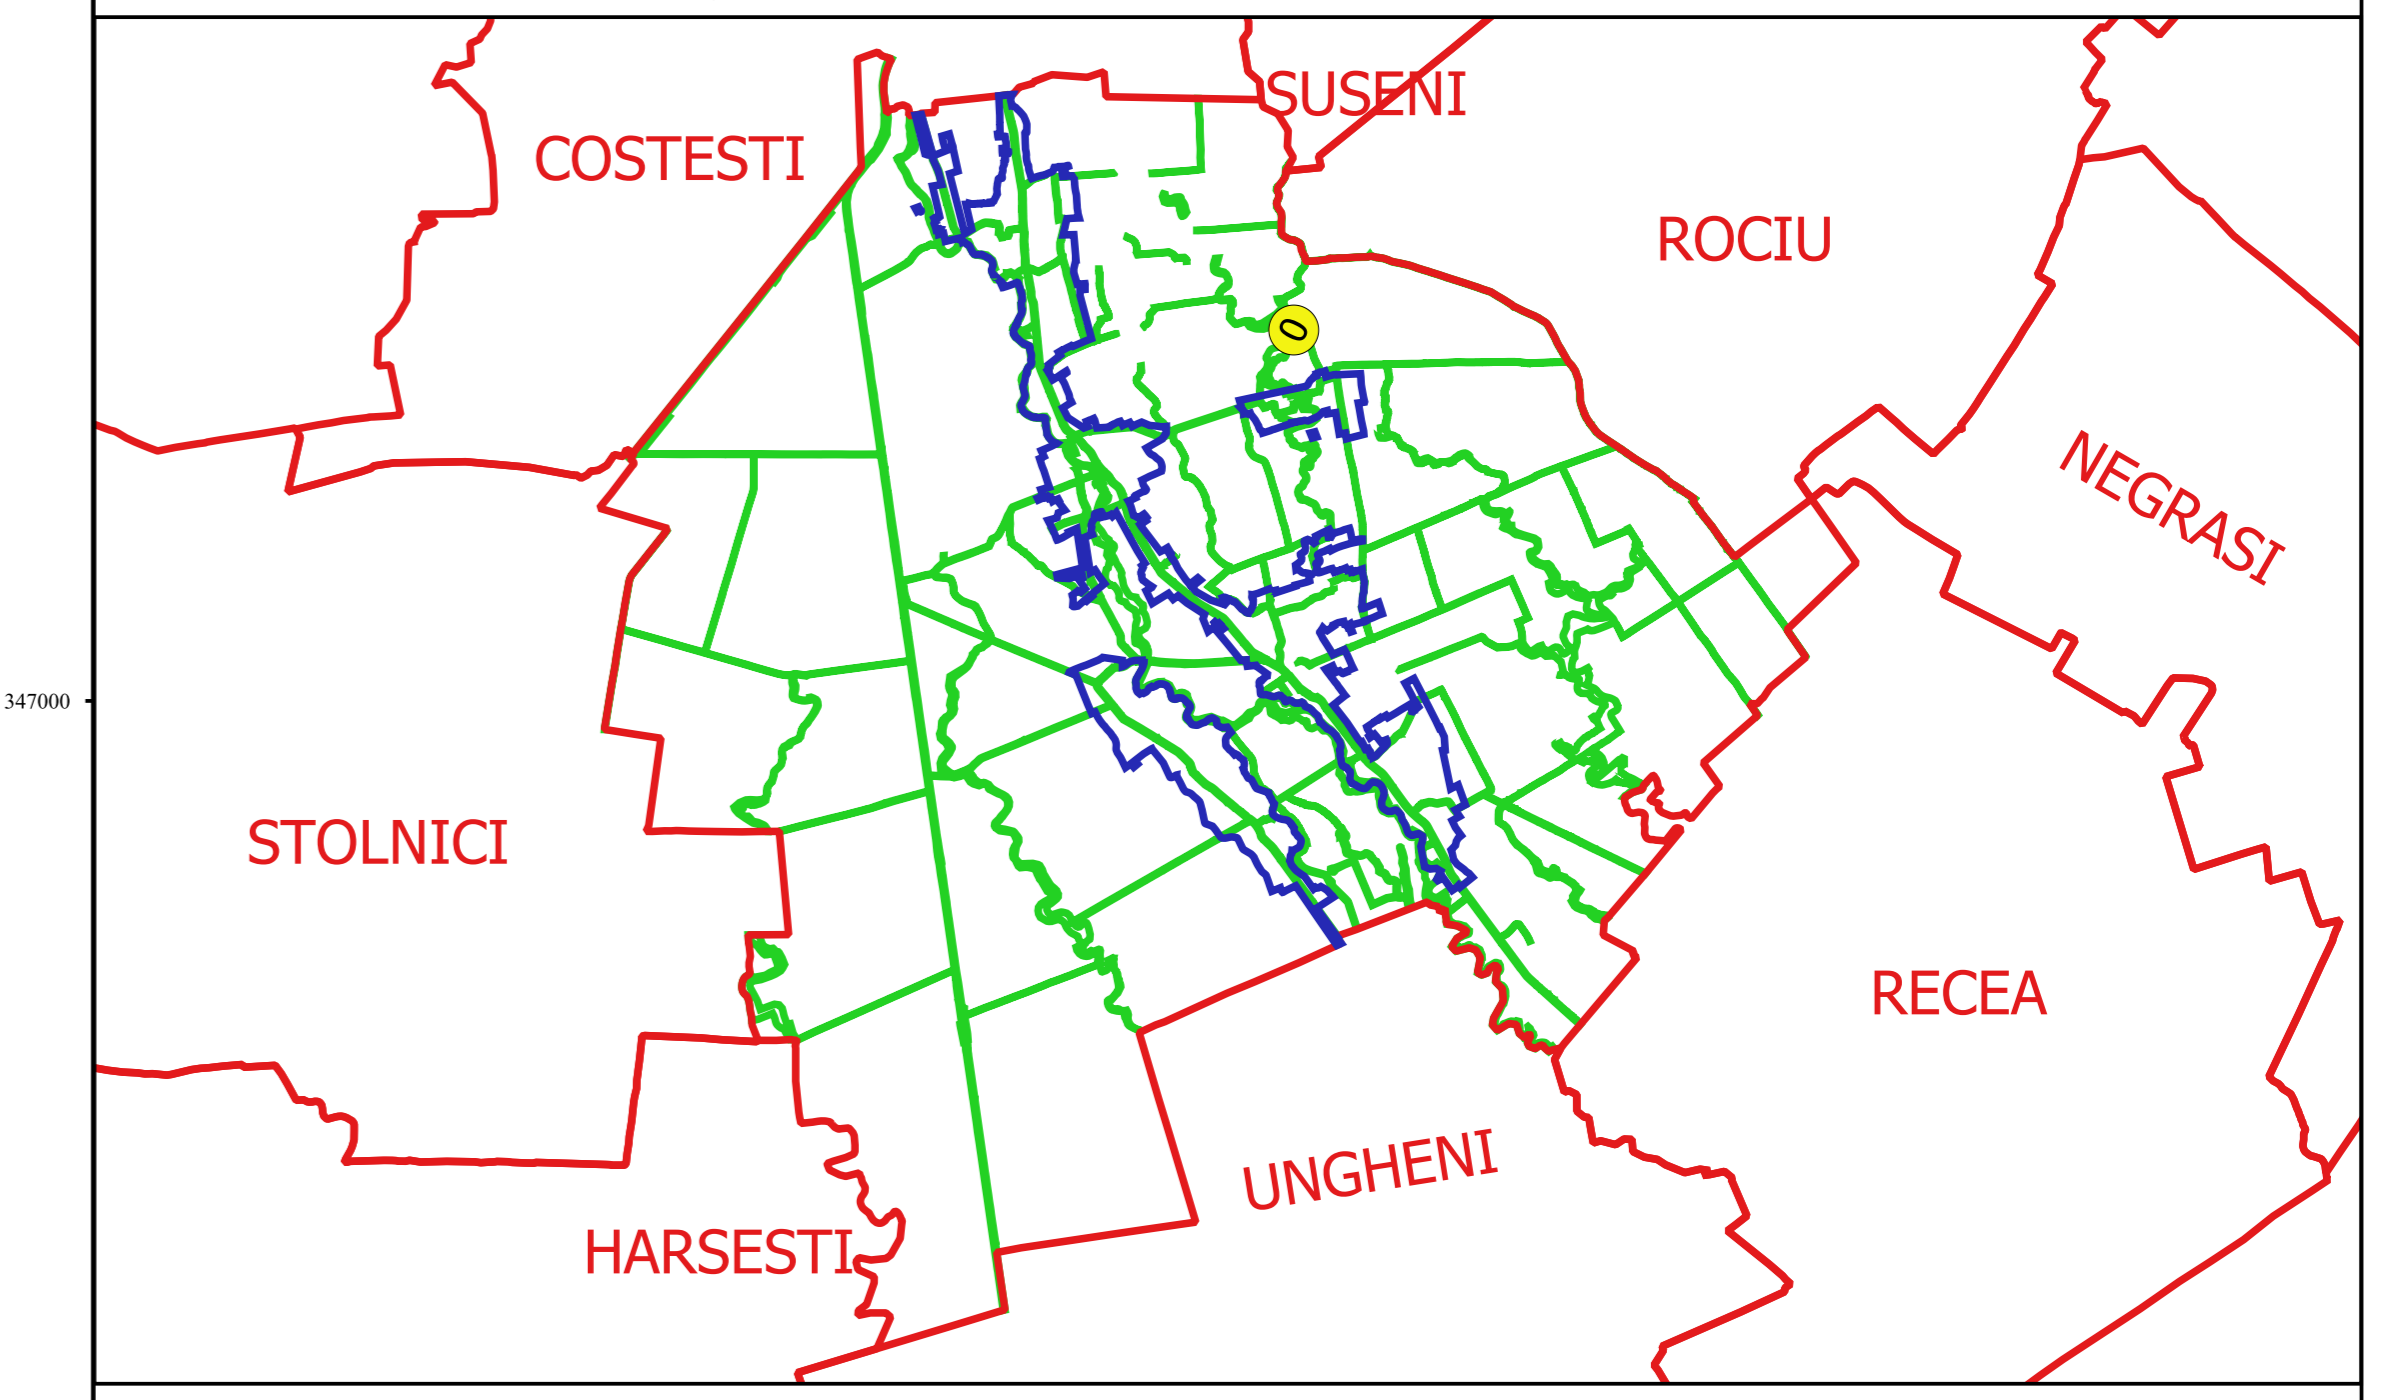 SUSENI
COSTESTI
ROCIU
0
NEGRASI
347000
STOLNICI
RECEA
UNGHENI
HARSESTI